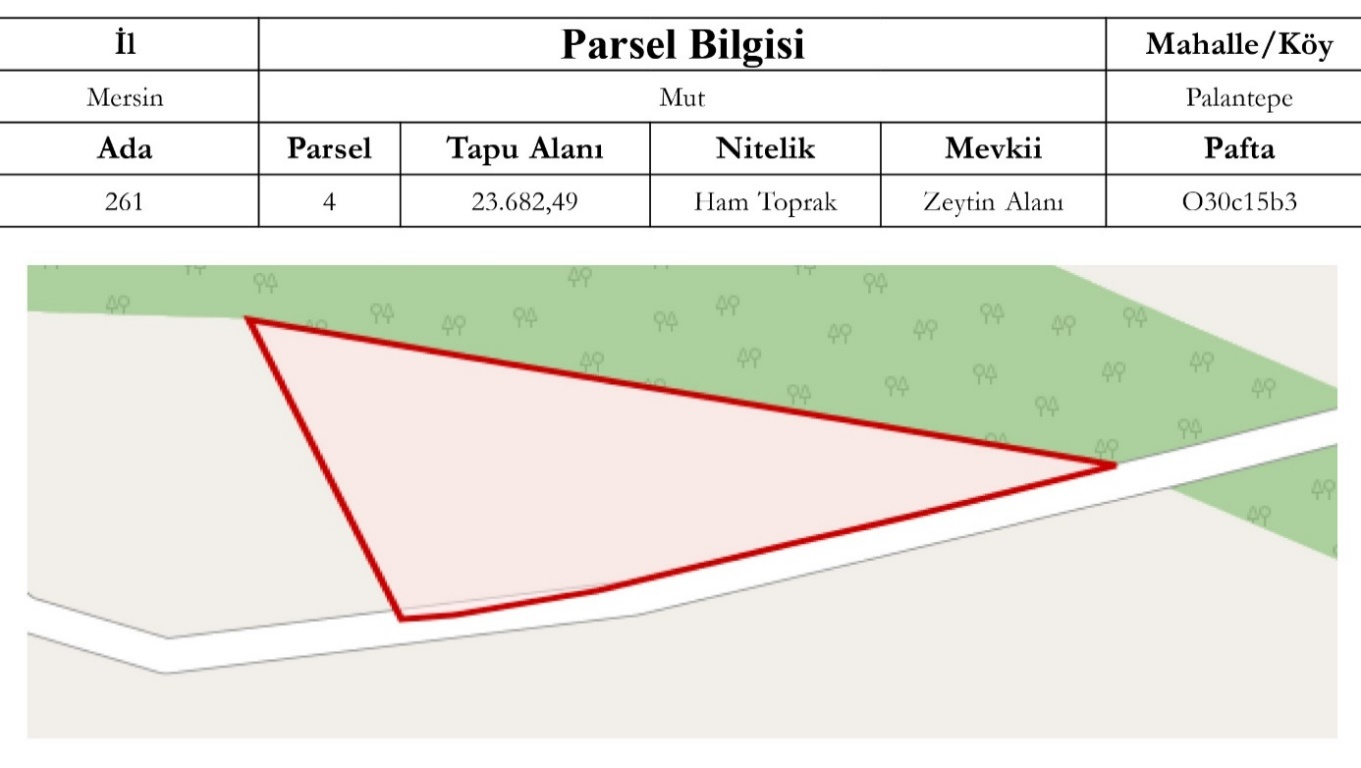 İl Parsel Bilgisi Mahalle/Köy
Mersin Mut Palantepe
Ada Parsel Tapu Alanı Nitelik Mevkii Pafta
261 4 23.682,49 Ham Toprak Zeytin Alanı O30c15b3